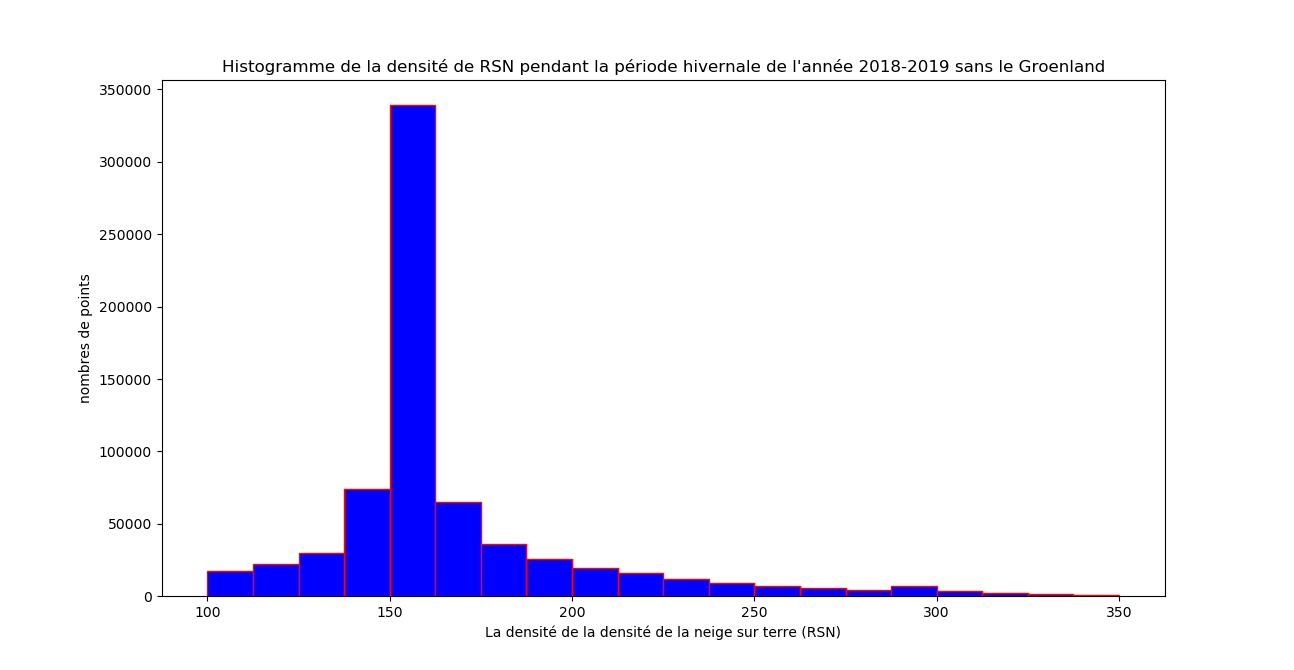 Histogramme de la densité de RSN pendant la période hivernale de l'année 2018-2019 sans le Groenland
350000
300000
250000
200000
150000
100000
50000
0
nombres de points
100 150 200 250 300 350
La densité de la densité de la neige sur terre (RSN)